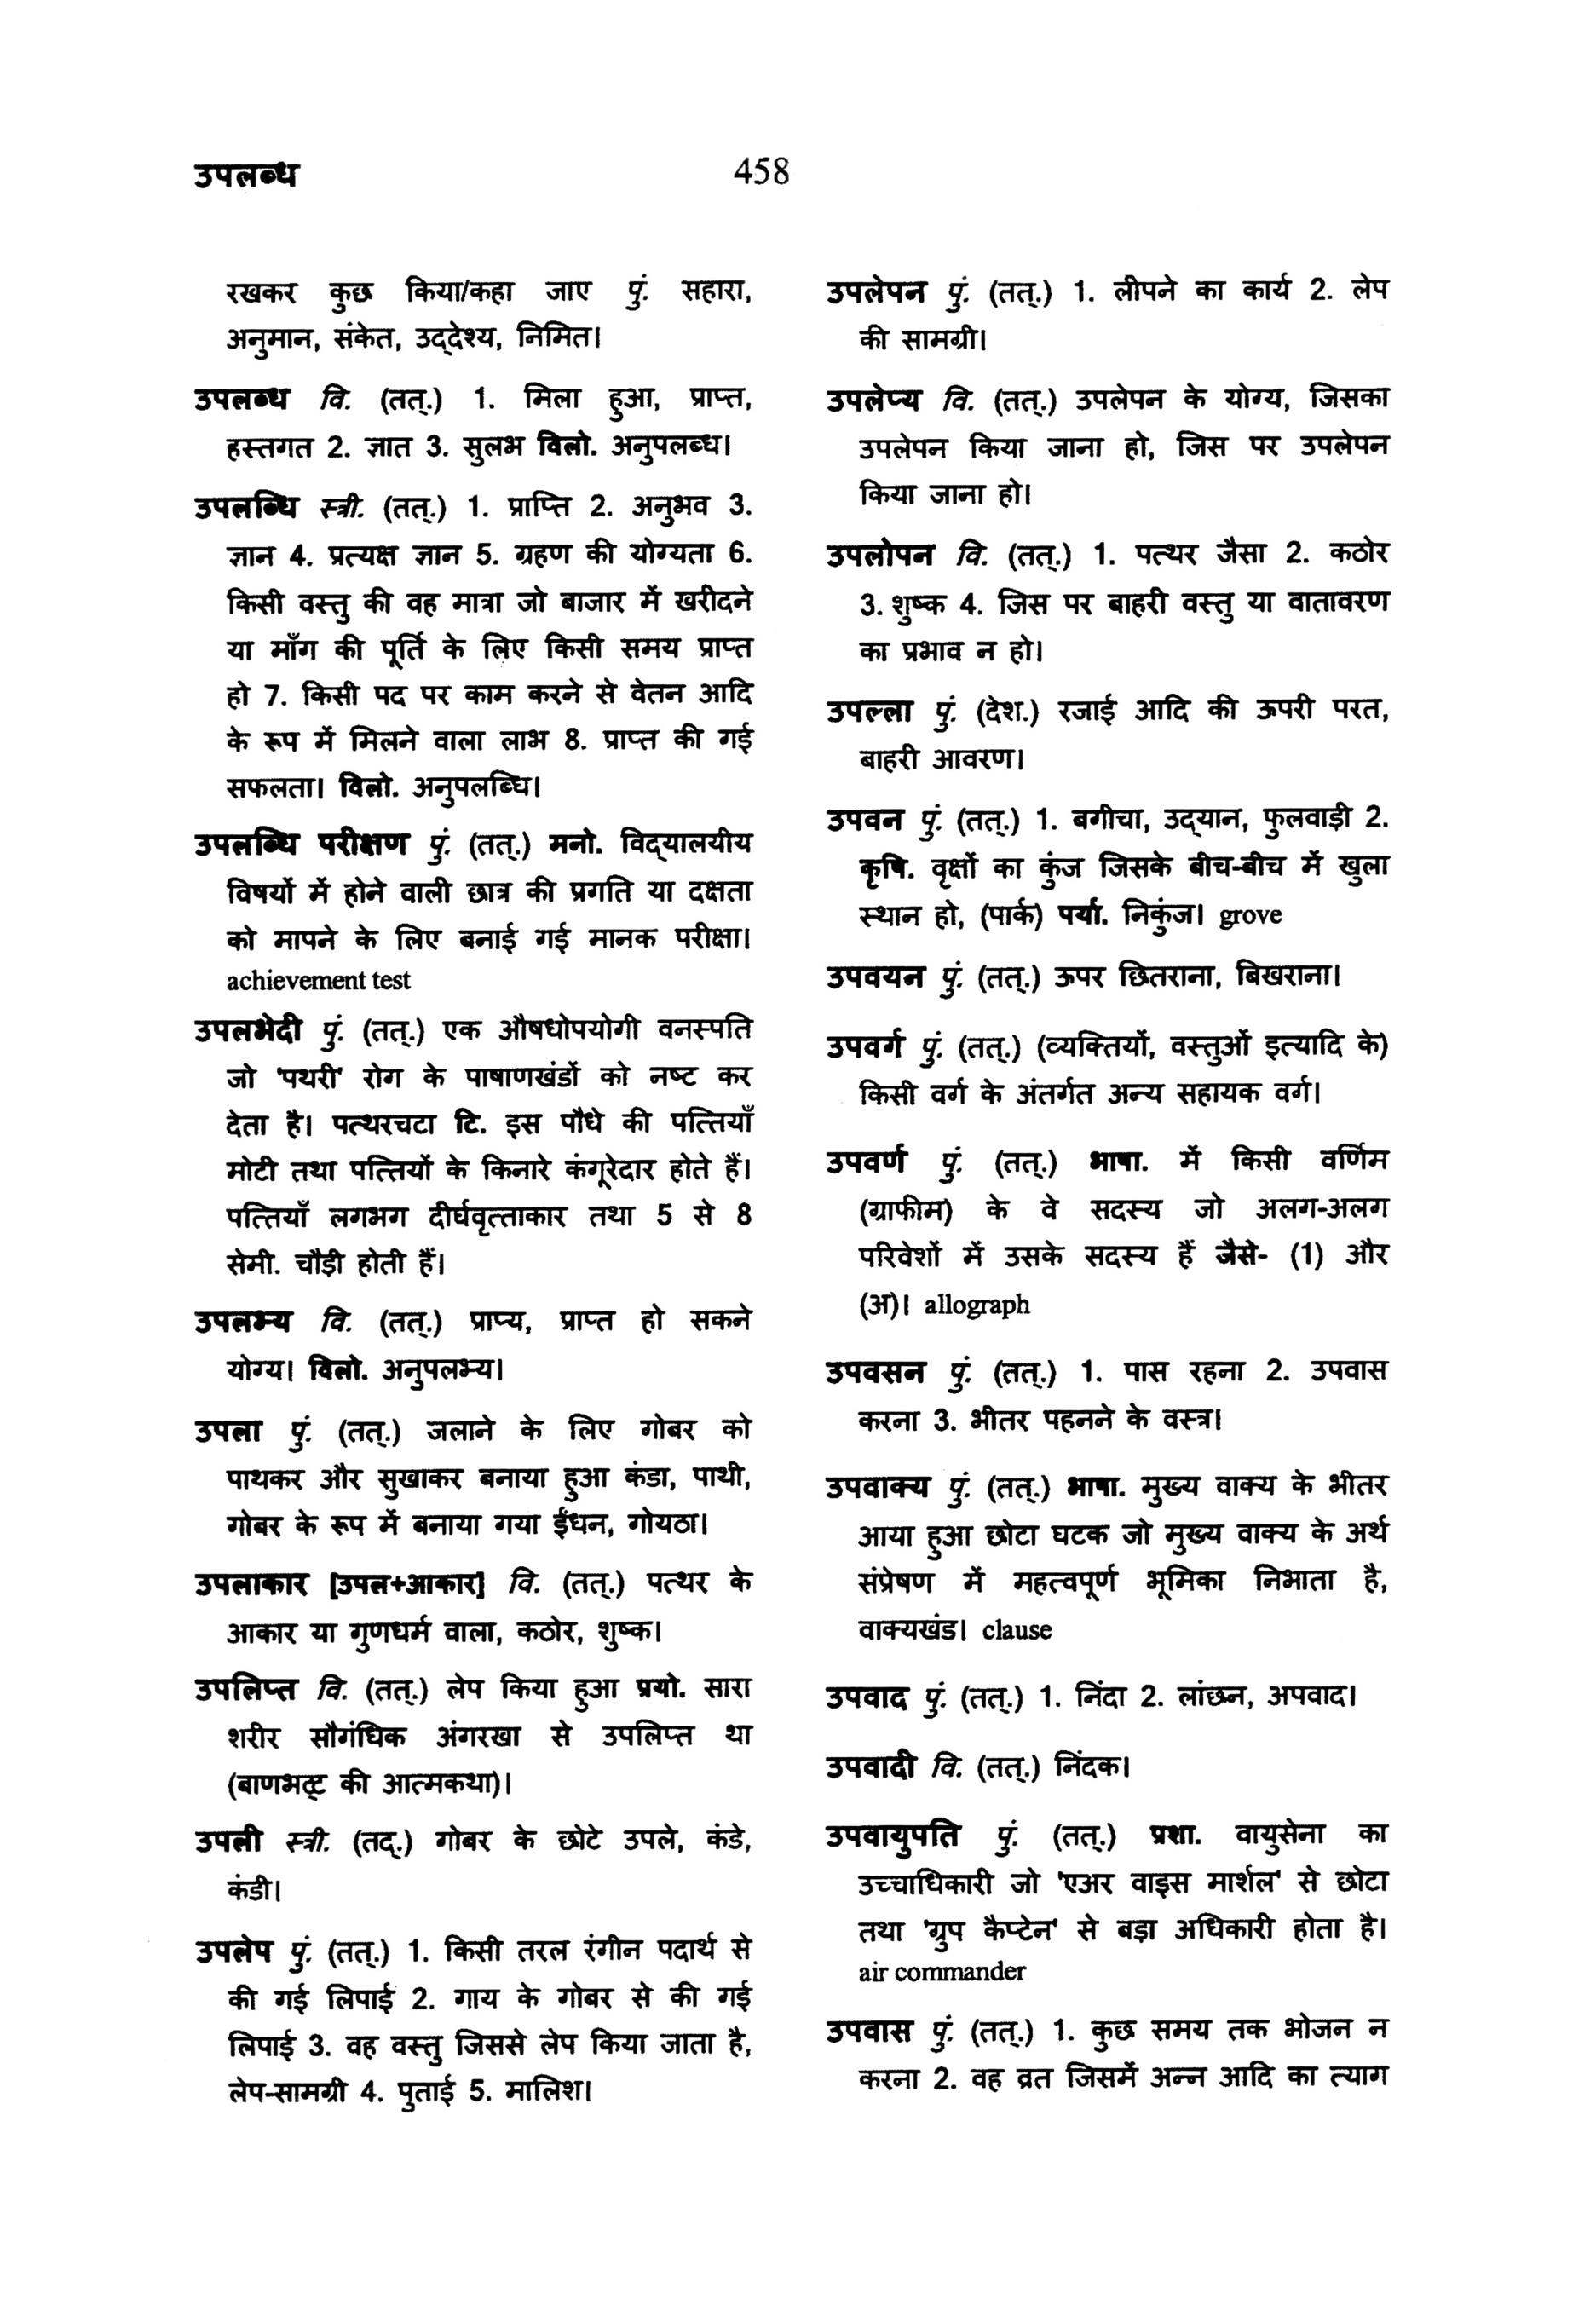 उपलब्ध
458
रखकर कुछ किया/कहा जाए पुं. सहारा,
अनुमान, संकेत, उद्देश्य, निमित।
उपलब्ध वि. (तत्.) 1. मिला हुआ, प्राप्त,
हस्तगत 2. ज्ञात 3. सुलभ विलो. अनुपलब्ध।
उपलब्धि स्त्री. (तत्.) 1. प्राप्ति 2. अनुभव 3.
ज्ञान 4. प्रत्यक्ष ज्ञान 5. ग्रहण की योग्यता 6.
किसी वस्तु की वह मात्रा जो बाजार में खरीदने
या माँग की पूर्ति के लिए किसी समय प्राप्त
हो 7. किसी पद पर काम करने से वेतन आदि
के रूप में मिलने वाला लाभ 8. प्राप्त की गई
सफलता। विलो. अनुपलब्धि।
उपलब्धि परीक्षण पुं. (तत्.) मनो. विद्यालयीय
विषयों में होने वाली छात्र की प्रगति या दक्षता
को मापने के लिए बनाई गई मानक परीक्षा।
achievement test
उपलभेदी पुं. (तत्.) एक औषधोपयोगी वनस्पति
जो 'पथरी' रोग के पाषाणखंडों को नष्ट कर
देता है। पत्थरचटा टि. इस पौधे की पत्तियाँ
मोटी तथा पत्तियों के किनारे कंगूरेदार होते हैं।
पत्तियाँ लगभग दीर्घवृत्ताकार तथा 5 से 8
सेमी. चौड़ी होती हैं।
उपलभ्य वि. (तत्.) प्राप्य, प्राप्त हो सकने
योग्य। विलो. अनुपलभ्य।
उपला पुं. (तत्.) जलाने के लिए गोबर को
पाथकर और सुखाकर बनाया हुआ कंडा, पाथी,
गोबर के रूप में बनाया गया ईंधन, गोयठा।
उपलाकार [उपल+आकार] वि. (तत्.) पत्थर के
आकार या गुणधर्म वाला, कठोर, शुष्क।
उपलिप्त वि. (तत्.) लेप किया हुआ प्रयो. सारा
शरीर सौगंधिक अंगरखा से उपलिप्त था
(बाणभट्ट की आत्मकथा)।
उपली स्त्री. (तद्.) गोबर के छोटे उपले, कंडे,
कंडी।
उपलेप पुं. (तत्.) 1. किसी तरल रंगीन पदार्थ से
की गई लिपाई 2. गाय के गोबर से की गई
लिपाई 3. वह वस्तु जिससे लेप किया जाता है,
लेप-सामग्री 4. पुताई 5. मालिश।
उपलेपन पुं. (तत्.) 1. लीपने का कार्य 2. लेप
की सामग्री।
उपलेप्य वि. (तत्.) उपलेपन के योग्य, जिसका
उपलेपन किया जाना हो, जिस पर उपलेपन
किया जाना हो।
उपलोपन वि. (तत्.) 1. पत्थर जैसा 2. कठोर
3. शुष्क 4. जिस पर बाहरी वस्तु या वातावरण
का प्रभाव न हो।
उपल्ला पुं. (देश.) रजाई आदि की ऊपरी परत,
बाहरी आवरण।
उपवन पुं. (तत्.) 1. बगीचा, उद्यान, फुलवाड़ी 2.
कृषि. वृक्षों का कुंज जिसके बीच-बीच में खुला
स्थान हो, (पार्क) पर्या. निकुंज। grove
उपवयन पुं. (तत्.) ऊपर छितराना, बिखराना।
उपवर्ग पुं. (तत्.) (व्यक्तियों, वस्तुओं इत्यादि के)
किसी वर्ग के अंतर्गत अन्य सहायक वर्ग।
उपवर्ण पुं. (तत्.) भाषा. में किसी वर्णिम
(ग्राफीम) के वे सदस्य जो अलग-अलग
परिवेशों में उसके सदस्य हैं जैसे- (1) और
(अ)। allograph
उपवसन पुं. (तत्.) 1. पास रहना 2. उपवास
करना 3. भीतर पहनने के वस्त्र।
उपवाक्य पुं. (तत्.) भाषा. मुख्य वाक्य के भीतर
आया हुआ छोटा घटक जो मुख्य वाक्य के अर्थ
संप्रेषण में महत्वपूर्ण भूमिका निभाता है,
वाक्यखंड। clause
उपवाद पुं. (तत्.) 1. निंदा 2. लांछन, अपवाद।
उपवादी वि. (तत्.) निंदक।
उपवायुपति पुं. (तत्.) प्रशा. वायुसेना का
उच्चाधिकारी जो 'एअर वाइस मार्शल' से छोटा
तथा 'ग्रुप कैप्टेन' से बड़ा अधिकारी होता है।
air commander
उपवास पुं. (तत्.) 1. कुछ समय तक भोजन न
करना 2. वह व्रत जिसमें अन्न आदि का त्याग